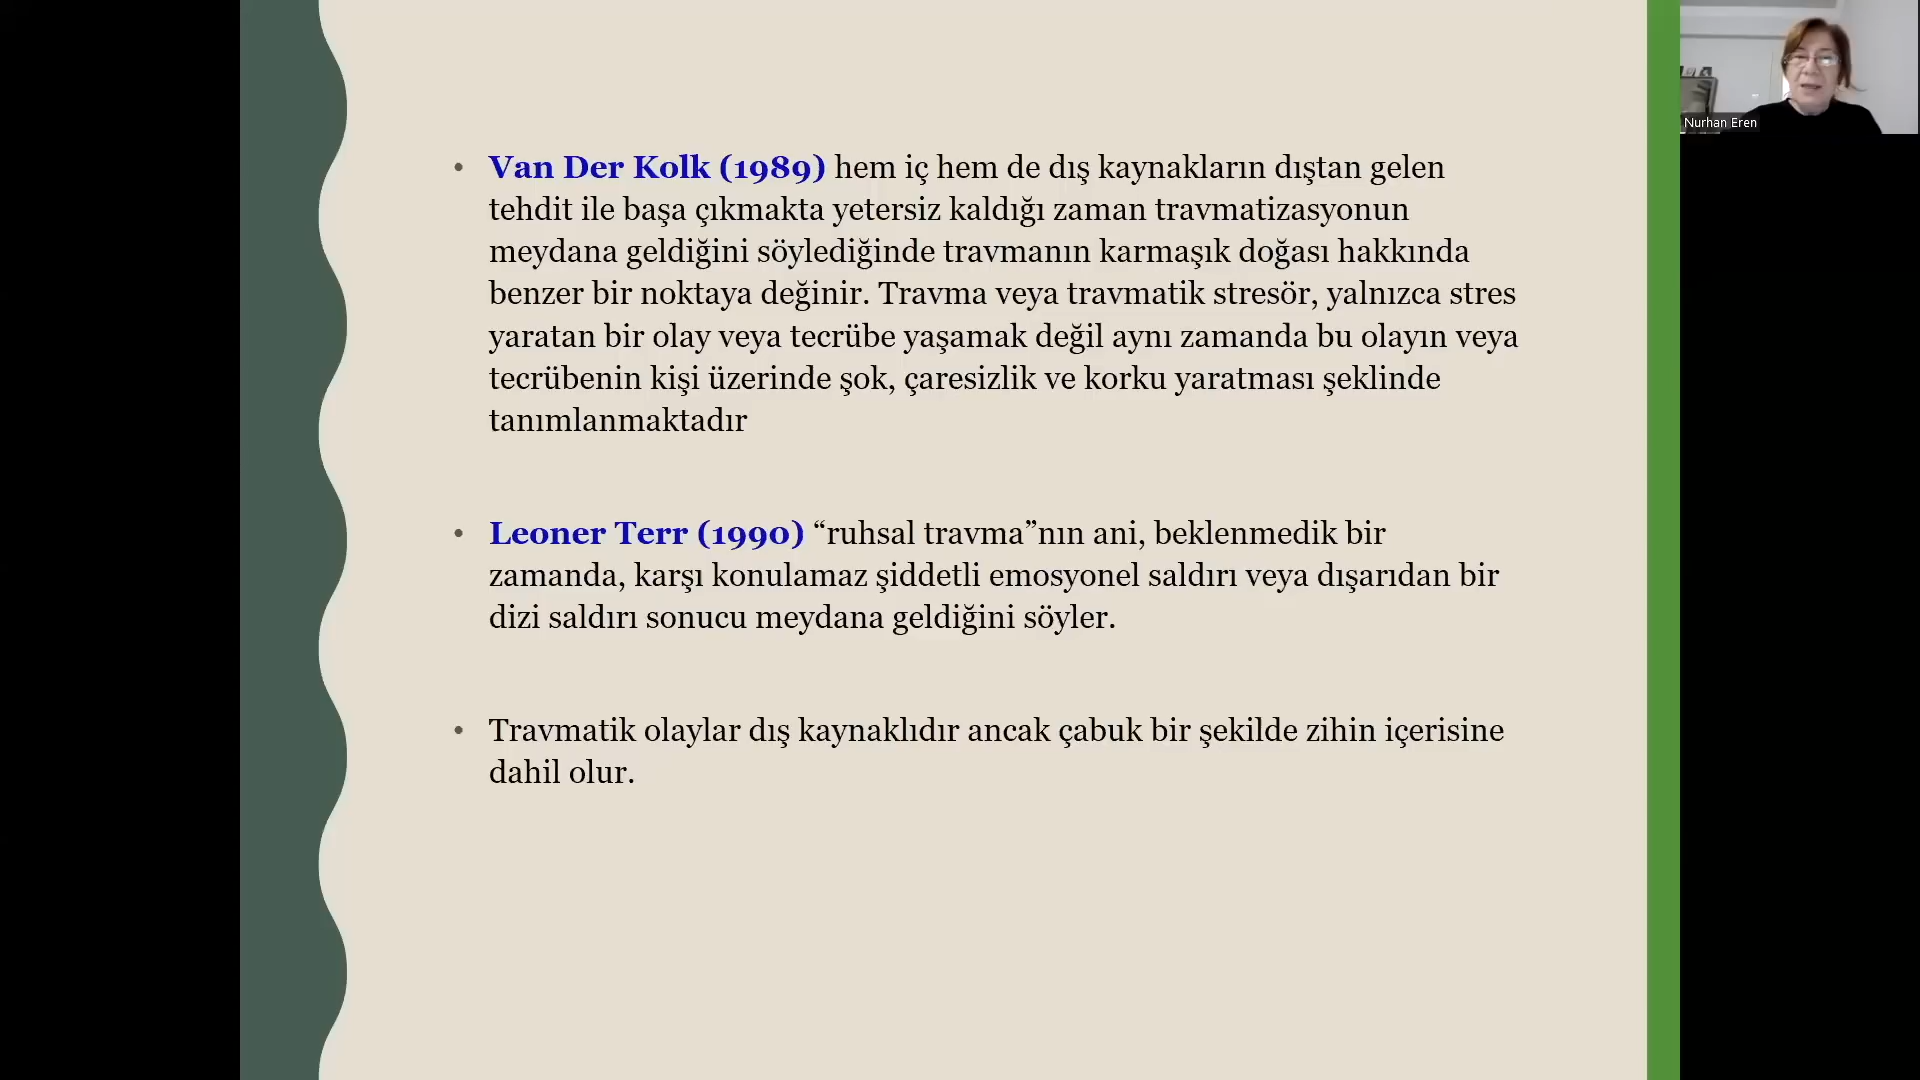 • Van Der Kolk (1989) hem iç hem de dış kaynakların dıştan gelen
tehdit ile başa çıkmakta yetersiz kaldığı zaman travmatizasyonun
meydana geldiğini söylediğinde travmanın karmaşık doğası hakkında
benzer bir noktaya değinir. Travma veya travmatik stresör, yalnızca stres
yaratan bir olay veya tecrübe yaşamak değil aynı zamanda bu olayın veya
tecrübenin kişi üzerinde şok, çaresizlik ve korku yaratması şeklinde
tanımlanmaktadır
• Leoner Terr (1990) “ruhsal travma”nın ani, beklenmedik bir
zamanda, karşı konulamaz şiddetli emosyonel saldırı veya dışarıdan bir
dizi saldırı sonucu meydana geldiğini söyler.
• Travmatik olaylar dış kaynaklıdır ancak çabuk bir şekilde zihin içerisine
dahil olur.
Nurhan Eren